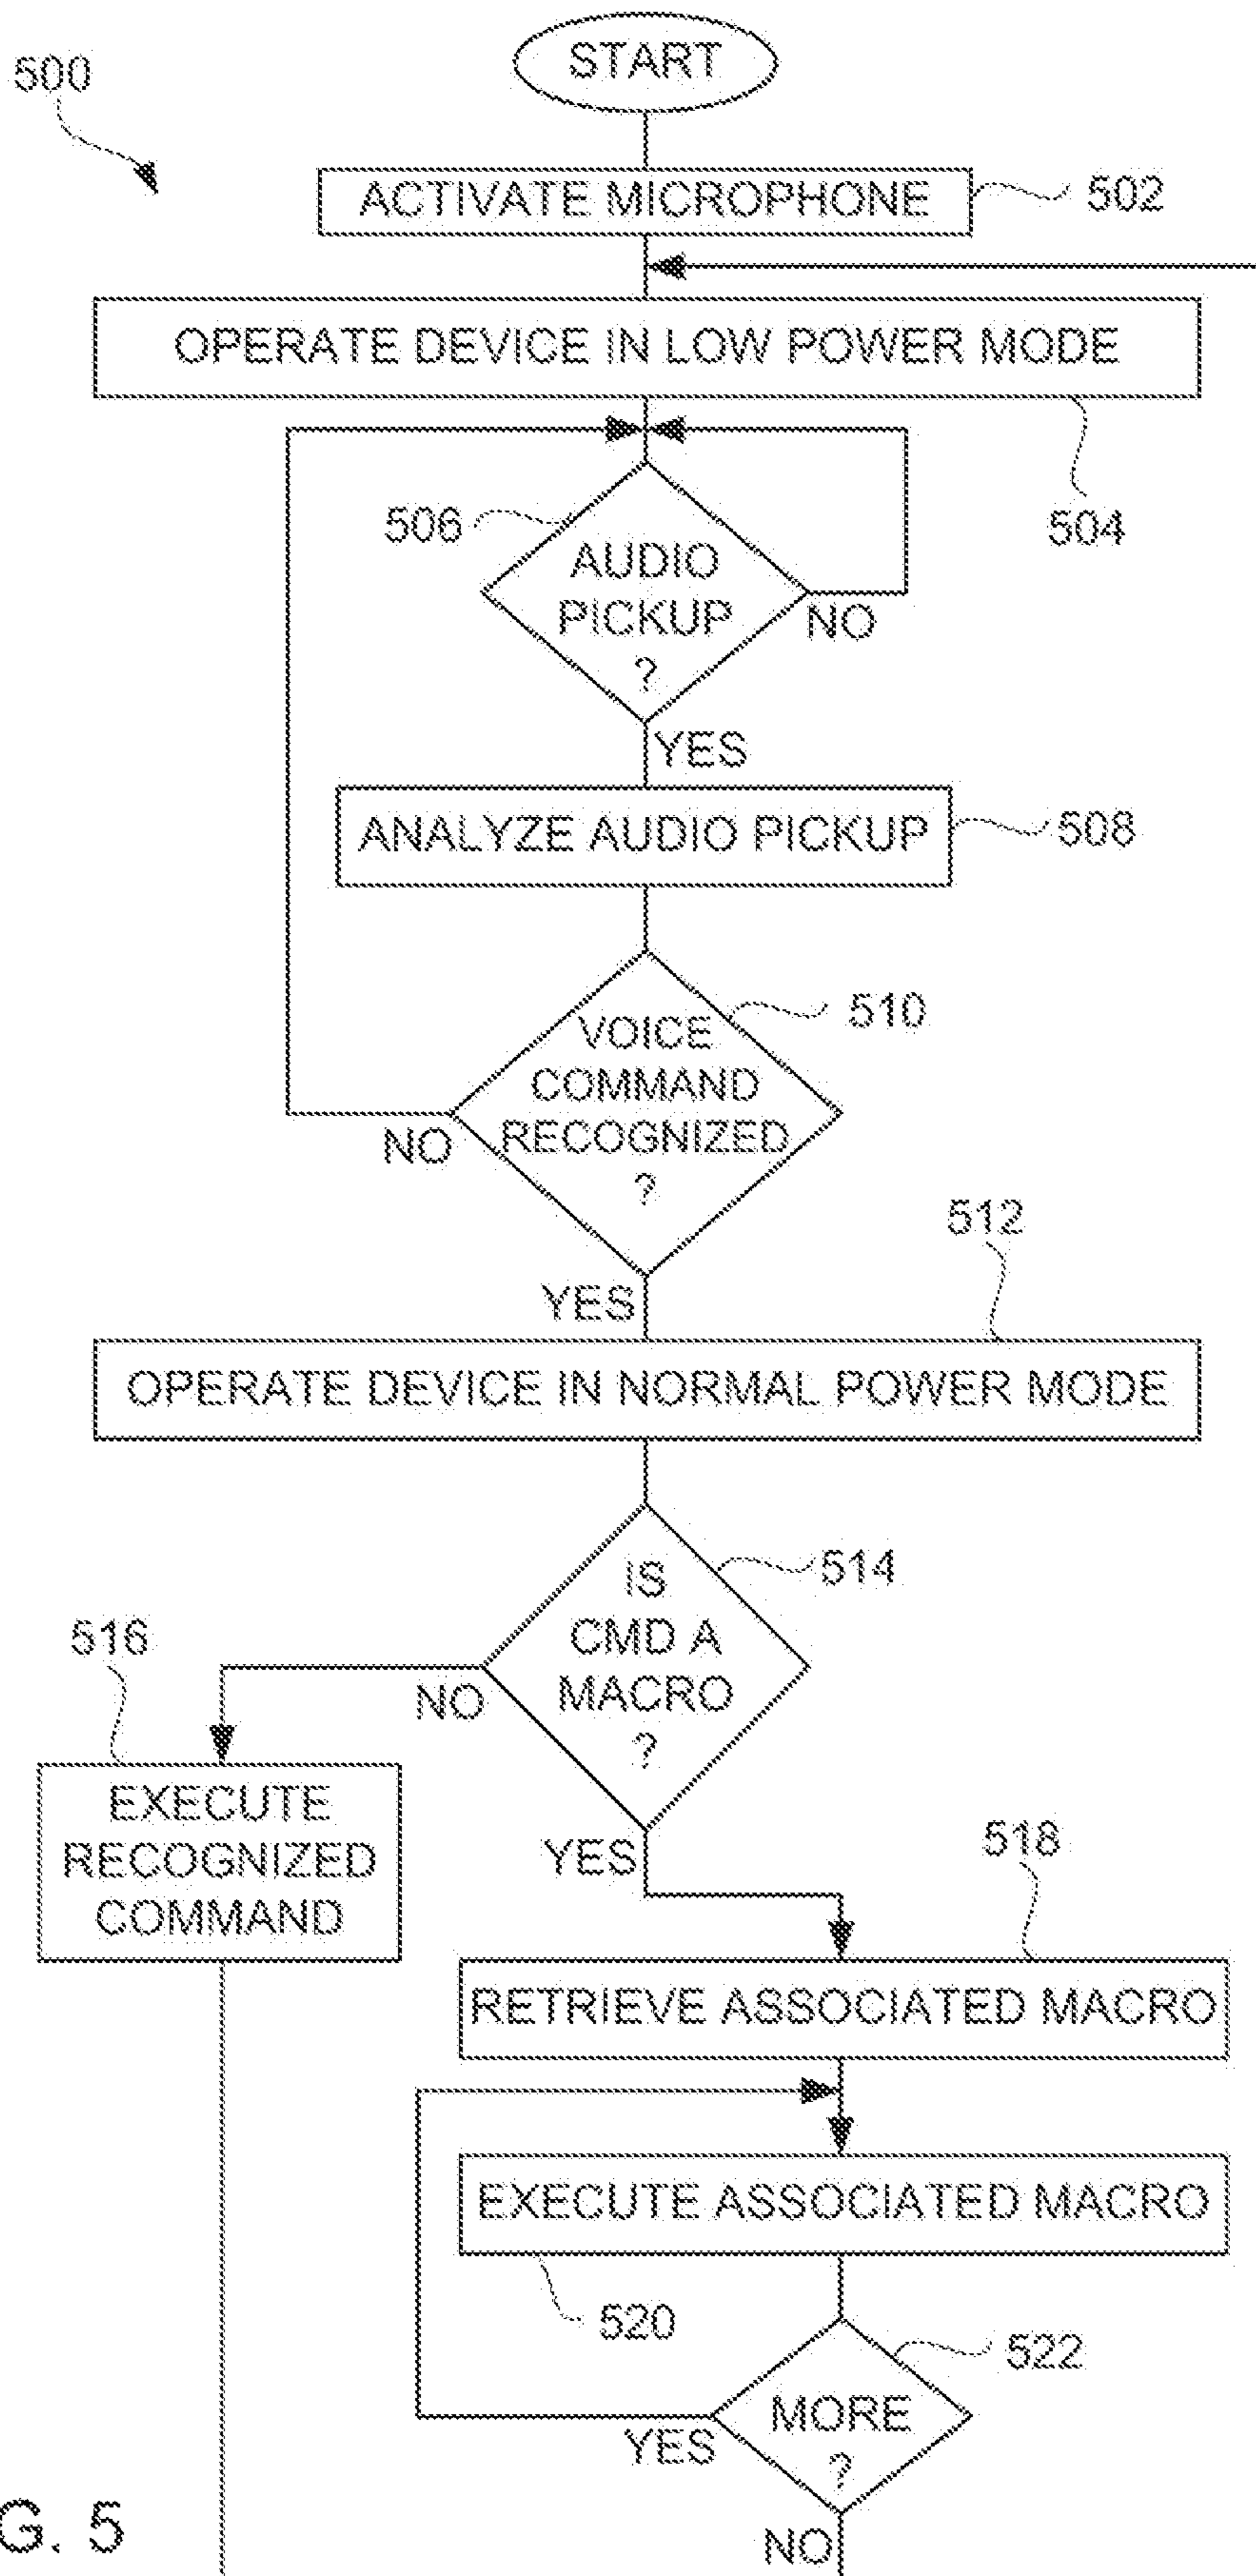 START
500
ACTIVATE MICROPHONE
502
OPERATE DEVICE IN LOW POWER MODE
504
506
AUDIO
PICKUP
?
NO
YES
ANALYZE AUDIO PICKUP
508
510
VOICE
COMMAND
RECOGNIZED
?
NO
YES
512
OPERATE DEVICE IN NORMAL POWER MODE
514
IS
CMD A
MACRO
?
NO
YES
516
EXECUTE
RECOGNIZED
COMMAND
518
RETRIEVE ASSOCIATED MACRO
EXECUTE ASSOCIATED MACRO
520
522
MORE
?
YES
NO
G. 5